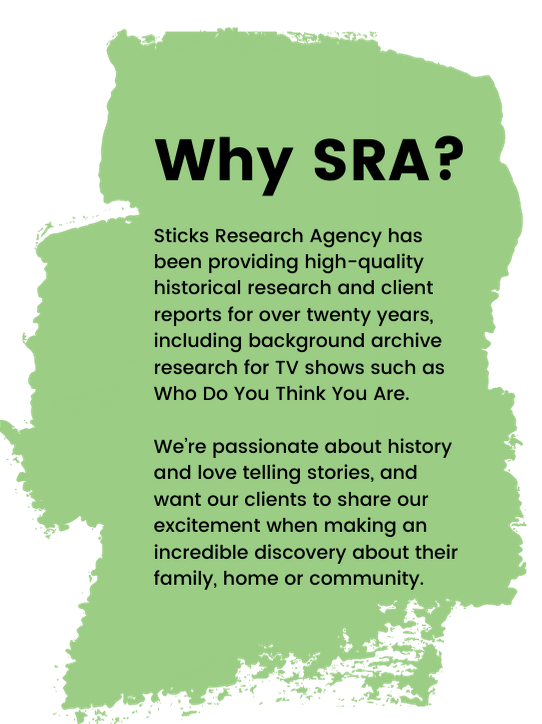 Why SRA?
Sticks Research Agency has
been providing high-quality
historical research and client
reports for over twenty years,
including background archive
research for TV shows such as
Who Do You Think You Are.
We're passionate about history
and love telling stories, and
want our clients to share our
excitement when making an
incredible discovery about their
family, home or community.